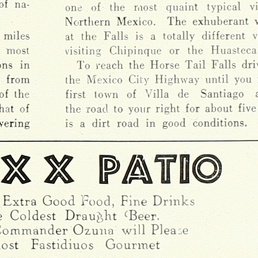 of na-
miles
most
ons in
from
of the
hat of
vering
one of the most quaint typical vi
Northern Mexico. The exhuberant v
at the Falls is a totally different v
visiting Chipinque or the Huasteca
To reach the Horse Tail Falls driv
the Mexico City Highway until you
first town of Villa de Santiago a
the road to your right for about five
is a dirt road in good conditions.
XX PATIO
Extra Good Food, Fine Drinks
e Coldest Draught Beer.
Commander Ozuna will Please
ost Fastidiuos Gourmet